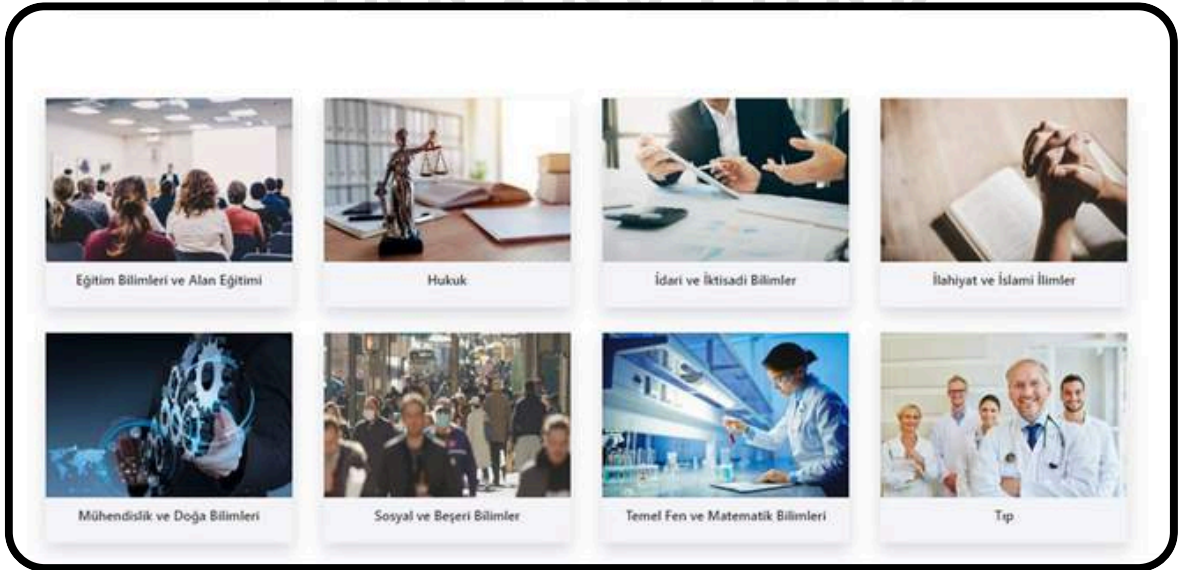 Eğitim Bilimleri ve Alan Eğitimi
Hukuk
İdari ve İktisadi Bilimler
İlahiyat ve İslami İlimler
Mühendislik ve Doğa Bilimleri
Sosyal ve Beşeri Bilimler
Temel Fen ve Matematik Bilimleri
Tıp